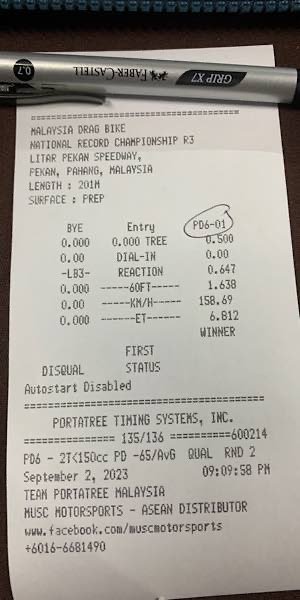 GRIP X7
FABER-CASTELL
0.7
================================
MALAYSIA DRAG BIKE
NATIONAL RECORD CHAMPIONSHIP R3
LITAR PEKAN SPEEDWAY,
PEKAN, PAHANG, MALAYSIA
LENGTH : 201M
SURFACE : PREP
BYE Entry PD6-01
0.000 0.000 TREE 0.500
0.00 DIAL-IN 0.00
-LB3- REACTION 0.647
0.000 ------60FT----- 1.638
0.00 -----KM/H----- 158.69
0.000 ------ET------ 6.812
WINNER
FIRST
DISQUAL STATUS
Autostart Disabled
====================================
PORTATREE TIMING SYSTEMS, INC.
============== 135/136 ==========600214
PD6 - 2T<150cc PD -65/AvG QUAL RND 2
September 2, 2023 09:09:58 PM
TEAM PORTATREE MALAYSIA
MUSC MOTORSPORTS - ASEAN DISTRIBUTOR
www.facebook.com/muscmotorsports
+6016-6681490